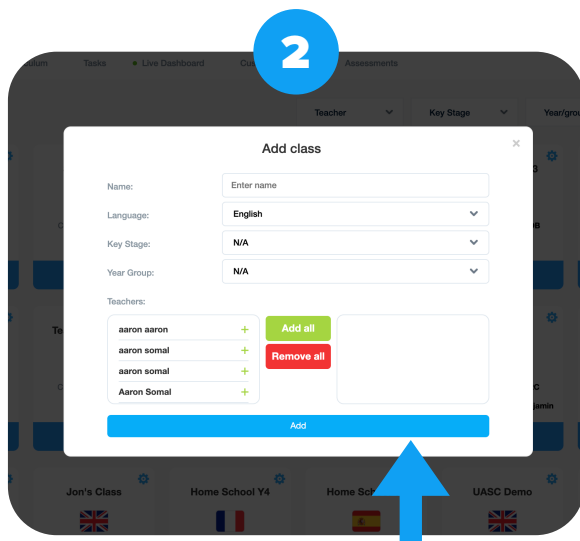 2
Tasks Live Dashboard Assessments
Teacher Key Stage
Add class ×
Name: Enter name
Language: English
Key Stage: N/A
Year Group: N/A
Teachers:
aaron aaron +
aaron somal +
aaron somal +
Aaron Somal +
Add all
Remove all
Add
Jon's Class Home School Y4 Home UASC Demo